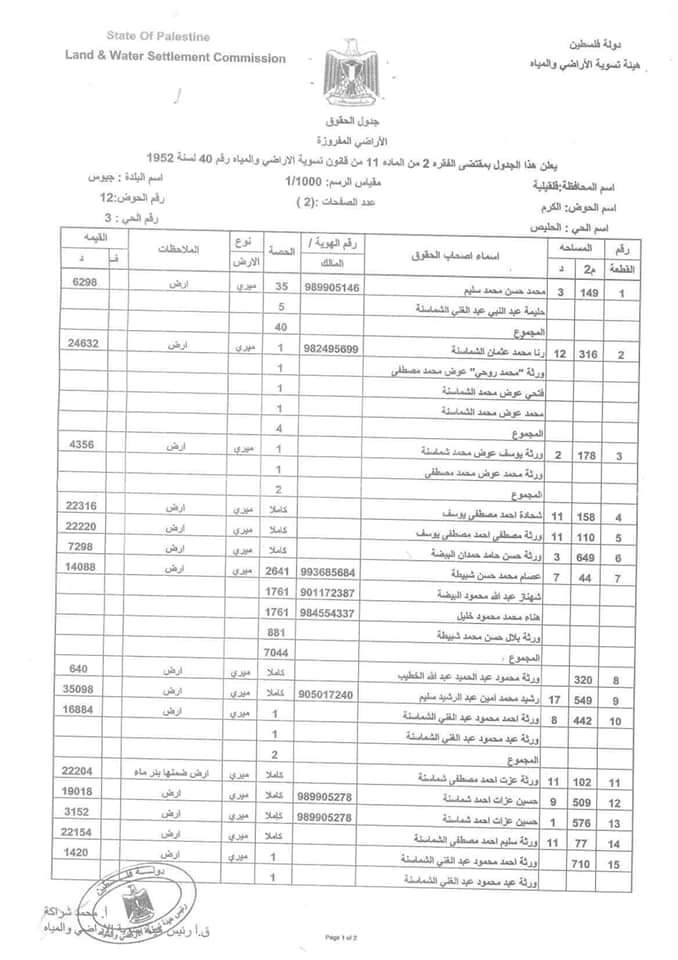 State Of Palestine
Land & Water Settlement Commission
دولة فلسطين
هيئة تسوية الأراضي والمياه
جدول الحقوق
الأراضي المفروزة
يعلن هذا الجدول بمقتضى الفقره 2 من الماده 11 من قانون تسوية الاراضي والمياه رقم 40 لسنة 1952
اسم المحافظة:قلقيلية مقياس الرسم: 1/1000 اسم البلدة : جيوس
اسم الحوض: الكرم عدد الصفحات :( 2 ) رقم الحوض:12
اسم الحي : الحليص رقم الحي : 3
رقم القطعة المساحه م2 د اسماء اصحاب الحقوق رقم الهوية / المالك الحصة نوع الارض الملاحظات القيمه ف د
1 149 3 محمد حسن محمد سليم 989905146 35 ميري ارض 6298
حليمة عبد النبي عبد الغني الشماسنة 5
المجموع 40
2 316 12 رنا محمد عثمان الشماسنة 982495699 1 ميري ارض 24632
ورثة "محمد روحي" عوض محمد مصطفى 1
فتحي عوض محمد الشماسنة 1
محمد عوض محمد الشماسنة 1
المجموع 4
3 178 2 ورثة يوسف عوض محمد شماسنة 1 ميري ارض 4356
ورثة محمد عوض محمد مصطفى 1
المجموع 2
4 158 11 شحادة احمد مصطفى يوسف كاملا ميري ارض 22316
5 110 11 ورثة مصطفى احمد مصطفى يوسف كاملا ميري ارض 22220
6 649 3 ورثة حسن حامد حمدان البيضة كاملا ميري ارض 7298
7 44 7 عصام محمد حسن شبيطة 993685684 2641 ميري ارض 14088
شهناز عبد الله محمود البيضة 901172387 1761
هناء محمد محمود خليل 984554337 1761
ورثة بلال حسن محمد شبيطة 881
المجموع 7044
8 320 ورثة محمود عبد الحميد عبد الله الخطيب كاملا ميري ارض 640
9 549 17 رشيد محمد امين عبد الرشيد سليم 905017240 كاملا ميري ارض 35098
10 442 8 ورثة احمد محمود عبد الغني الشماسنة 1 ميري ارض 16884
ورثة عبد محمود عبد الغني الشماسنة 1
المجموع 2
11 102 11 ورثة عزت احمد مصطفى شماسنة كاملا ميري ارض ضمنها بئر ماه 22204
12 509 9 حسين عزات احمد شماسنة 989905278 كاملا ميري ارض 19018
13 576 1 حسين عزات احمد شماسنة 989905278 كاملا ميري ارض 3152
14 77 11 ورثة سليم احمد مصطفى الشماسنة كاملا ميري ارض 22154
15 710 ورثة احمد محمود عبد الغني الشماسنة 1 ميري ارض 1420
ورثة عبد محمود عبد الغني الشماسنة 1
دولة فلسطين
أ. محمد شراكة
ق.أ رئيس هيئة تسوية الأراضي والمياه
Page 1 of 2